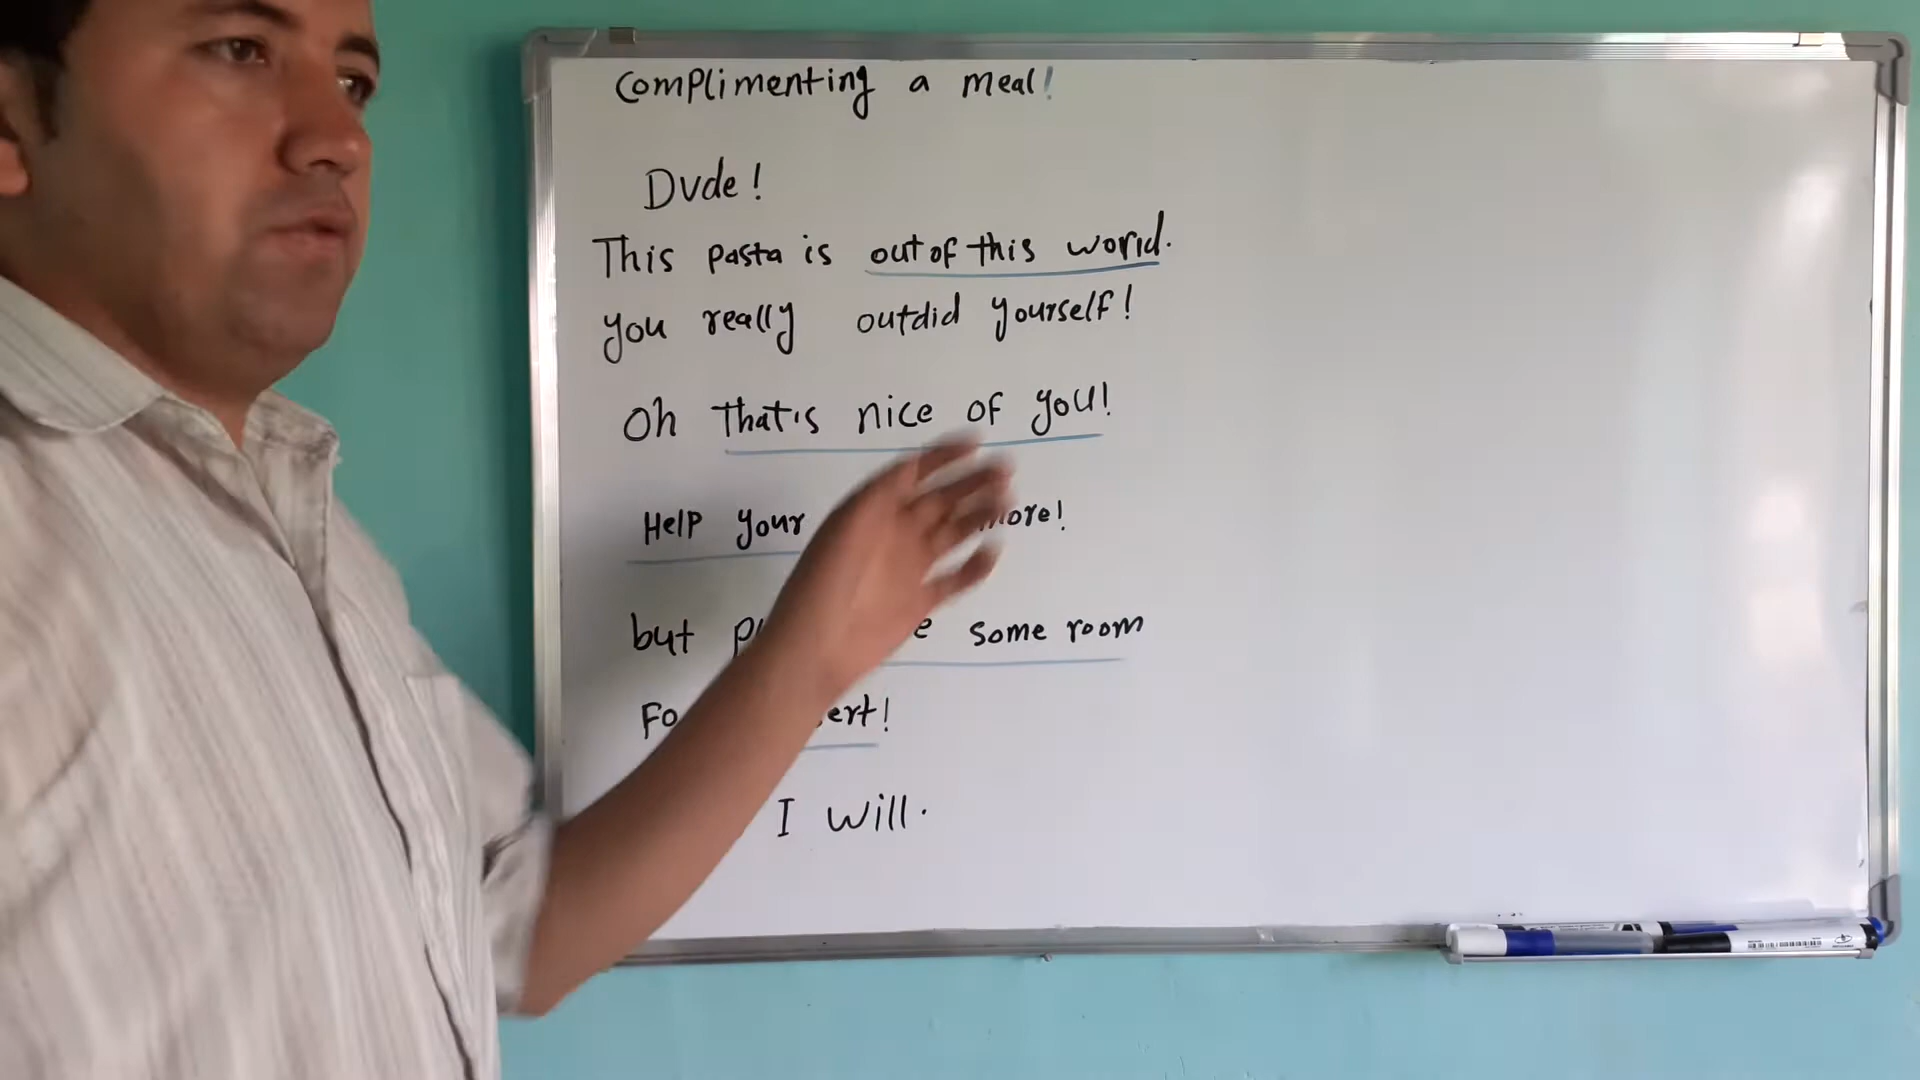 Complimenting a meal!
Dude!
This pasta is out of this world.
you really outdid yourself!
Oh That's nice of you!
Help your more!
but some room
ert!
I will.